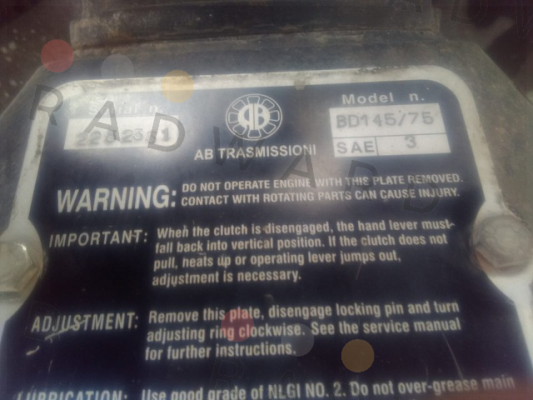 Model n.
BD145/75
SAE 3
AB TRASMISSIONI
WARNING: DO NOT OPERATE ENGINE WITH THIS PLATE REMOVED.
CONTACT WITH ROTATING PARTS CAN CAUSE INJURY.
IMPORTANT: When the clutch is disengaged, the hand lever must
fall back into vertical position. If the clutch does not
pull, heats up or operating lever jumps out,
adjustment is necessary.
ADJUSTMENT: Remove this plate, disengage locking pin and turn
adjusting ring clockwise. See the service manual
for further instructions.
LUBRICATION: Use good grade of NLGI NO. 2. Do not over-grease main